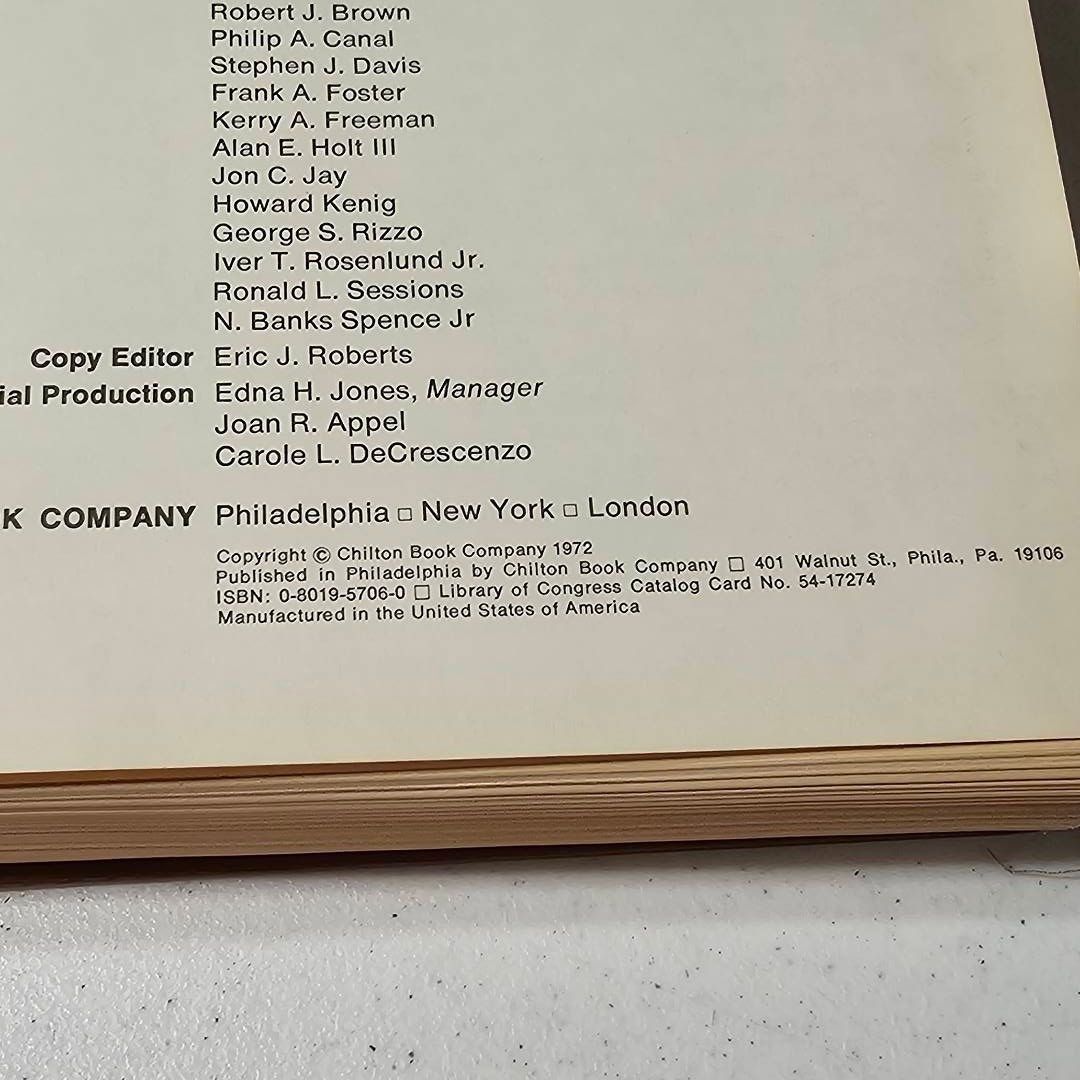 Robert J. Brown
Philip A. Canal
Stephen J. Davis
Frank A. Foster
Kerry A. Freeman
Alan E. Holt III
Jon C. Jay
Howard Kenig
George S. Rizzo
Iver T. Rosenlund Jr.
Ronald L. Sessions
N. Banks Spence Jr
Copy Editor Eric J. Roberts
ial Production Edna H. Jones, Manager
Joan R. Appel
Carole L. DeCrescenzo
K COMPANY Philadelphia □ New York □ London
Copyright © Chilton Book Company 1972
Published in Philadelphia by Chilton Book Company □ 401 Walnut St., Phila., Pa. 19106
ISBN: 0-8019-5706-0 □ Library of Congress Catalog Card No. 54-17274
Manufactured in the United States of America